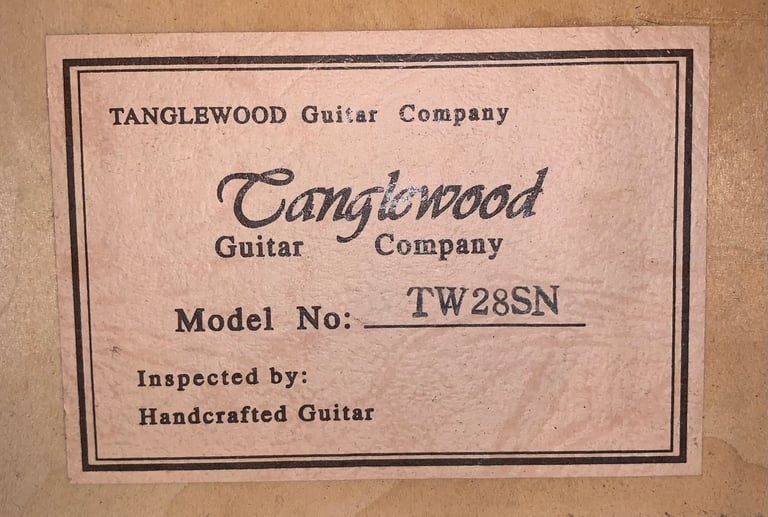 TANGLEWOOD Guitar Company
Tanglewood
Guitar Company
Model No: TW28SN
Inspected by:
Handcrafted Guitar